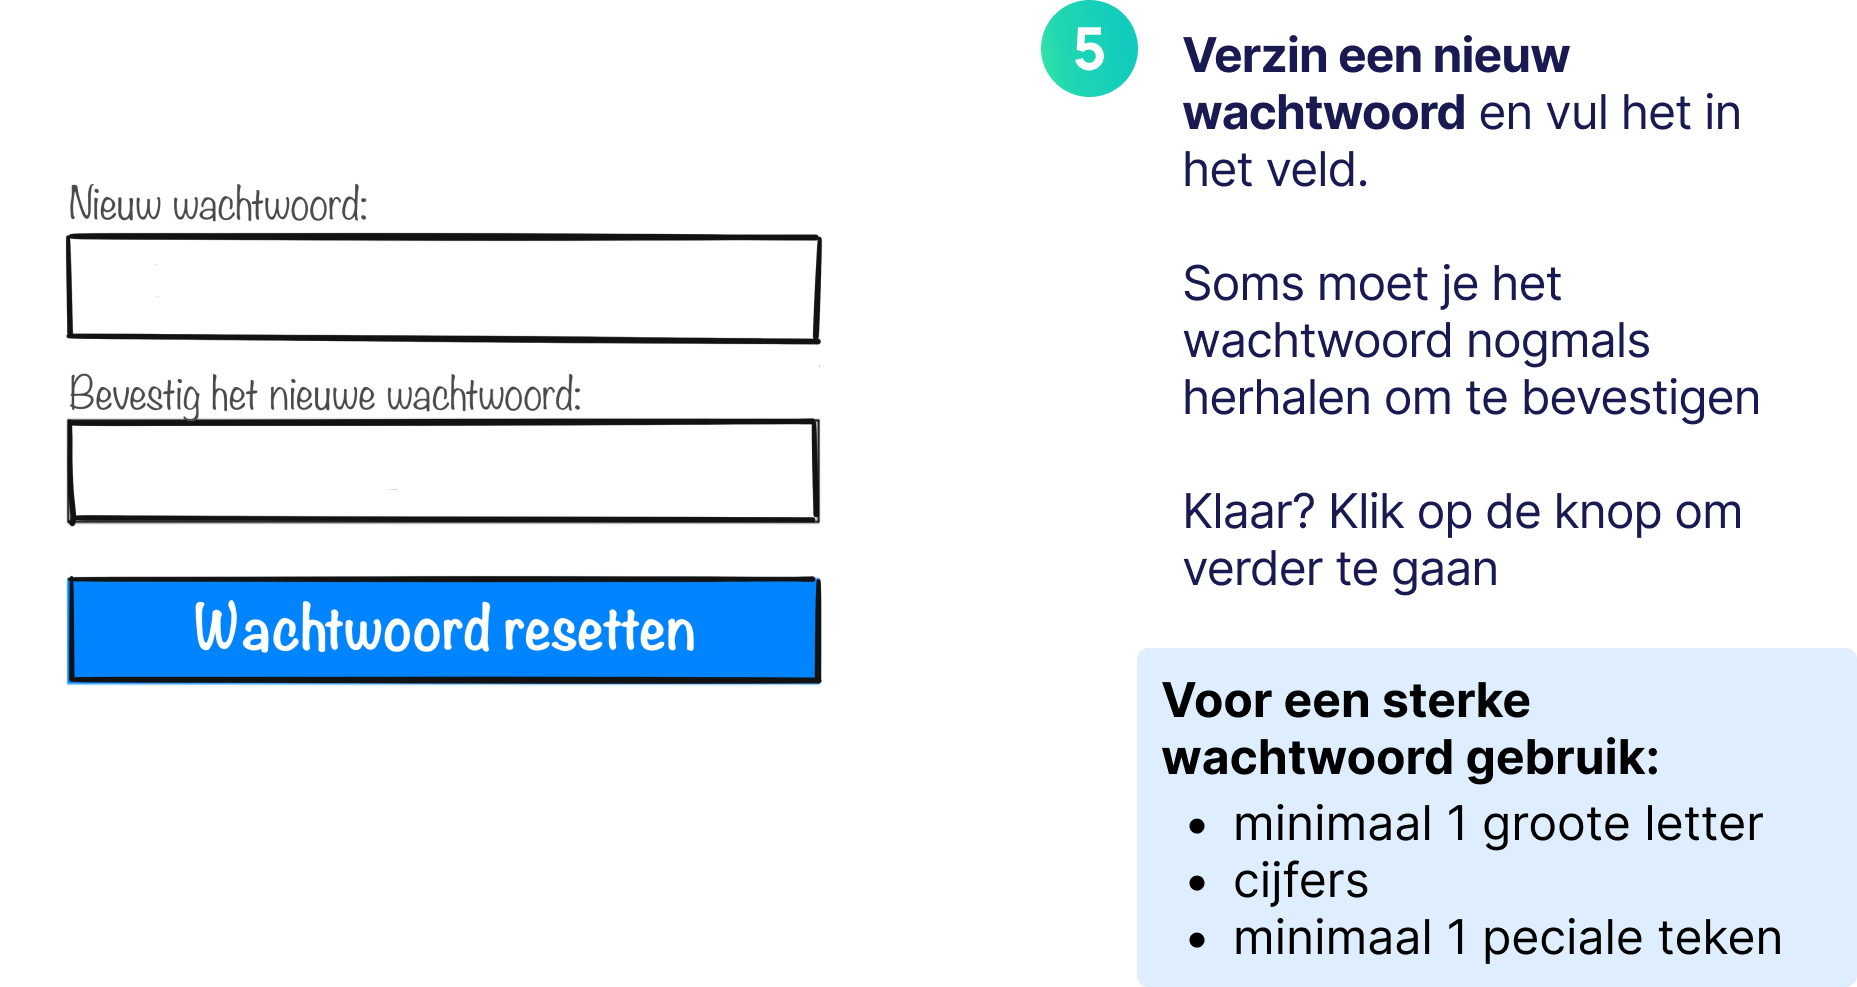 Nieuw wachtwoord:
Bevestig het nieuwe wachtwoord:
Wachtwoord resetten
5
Verzin een nieuw
wachtwoord en vul het in
het veld.
Soms moet je het
wachtwoord nogmals
herhalen om te bevestigen
Klaar? Klik op de knop om
verder te gaan
Voor een sterke
wachtwoord gebruik:
• minimaal 1 groote letter
• cijfers
• minimaal 1 peciale teken